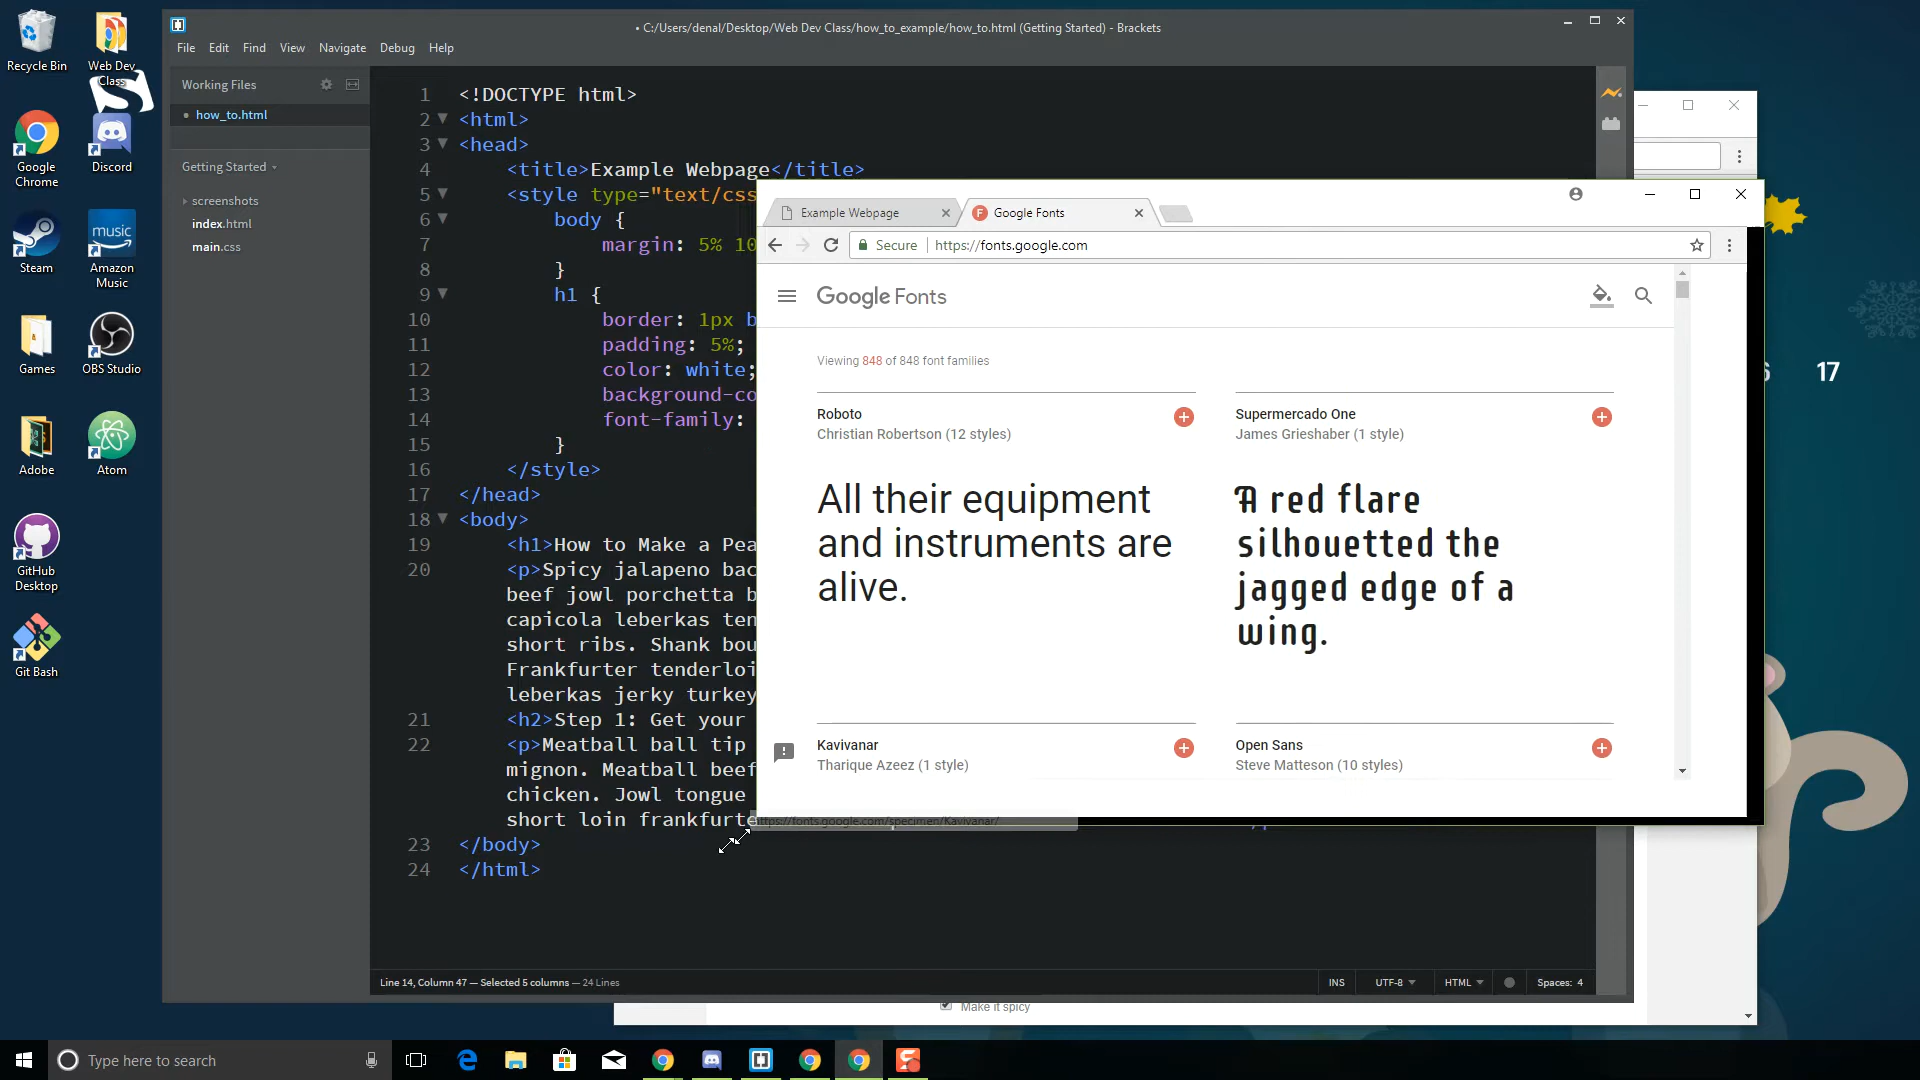 Recycle Bin
Web Dev
Class
Google
Chrome
Discord
Steam
Amazon
Music
music
Games
OBS Studio
Adobe
Atom
GitHub
Desktop
Git Bash
• C:/Users/denal/Desktop/Web Dev Class/how_to_example/how_to.html (Getting Started) - Brackets
File Edit Find View Navigate Debug Help
Working Files
• how_to.html
Getting Started
screenshots
index.html
main.css
1 <!DOCTYPE html>
2 <html>
3 <head>
4 <title>Example Webpage</title>
5 <style type="text/css
6 body {
7 margin: 5% 10
8 }
9 h1 {
10 border: 1px b
11 padding: 5%;
12 color: white;
13 background-co
14 font-family:
15 }
16 </style>
17 </head>
18 <body>
19 <h1>How to Make a Pea
20 <p>Spicy jalapeno bac
beef jowl porchetta b
capicola leberkas ten
short ribs. Shank bou
Frankfurter tenderloi
leberkas jerky turkey
21 <h2>Step 1: Get your
22 <p>Meatball ball tip
mignon. Meatball beef
chicken. Jowl tongue
short loin frankfurte
23 </body>
24 </html>
Line 14, Column 47 — Selected 5 columns — 24 Lines
INS UTF-8 HTML Spaces: 4
Example Webpage
Google Fonts
Secure https://fonts.google.com
Google Fonts
Viewing 848 of 848 font families
Roboto
Christian Robertson (12 styles)
All their equipment
and instruments are
alive.
Supermercado One
James Grieshaber (1 style)
A red flare
silhouetted the
jagged edge of a
wing.
Kavivanar
Tharique Azeez (1 style)
Open Sans
Steve Matteson (10 styles)
https://fonts.google.com/specimen/Kavivanar/
17
Make it spicy
Type here to search